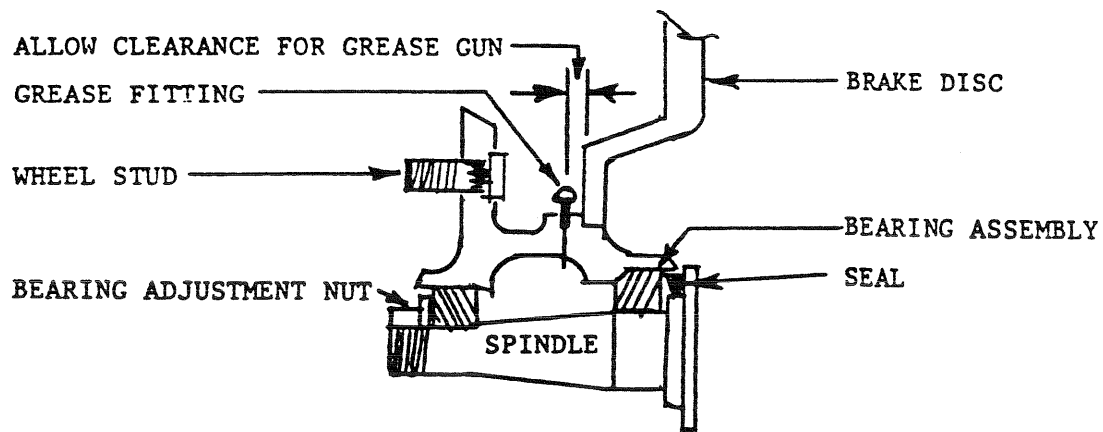 ALLOW CLEARANCE FOR GREASE GUN
GREASE FITTING
BRAKE DISC
WHEEL STUD
BEARING ASSEMBLY
SEAL
BEARING ADJUSTMENT NUT
SPINDLE